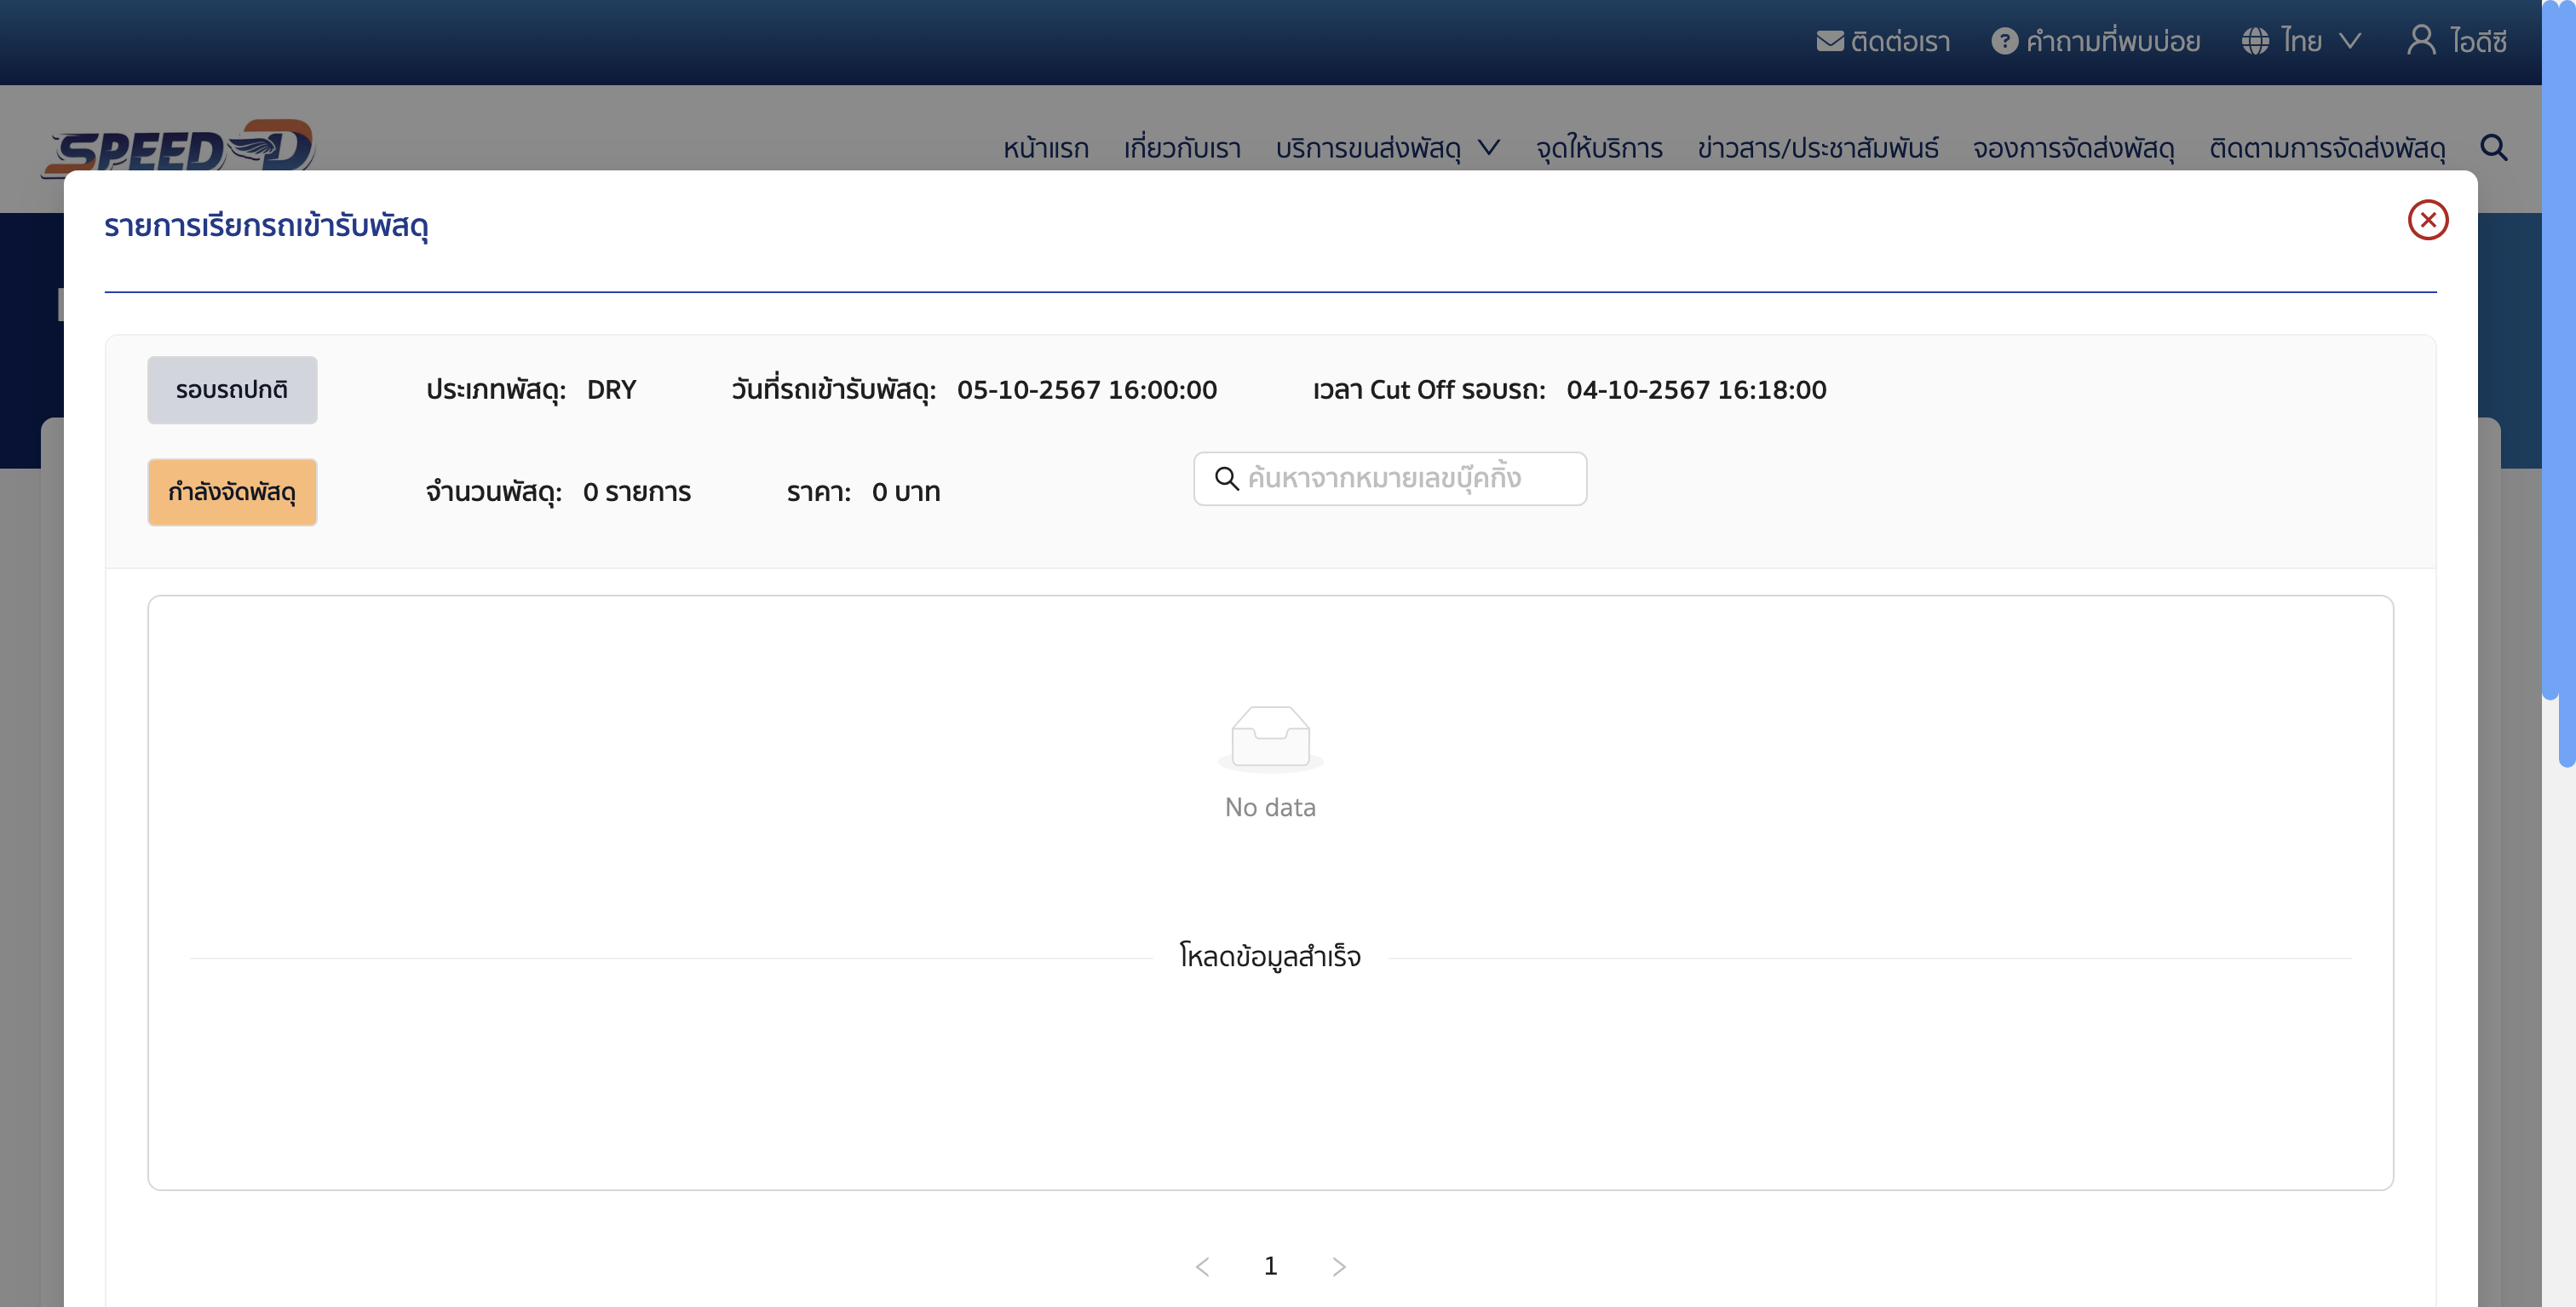 ติดต่อเรา คำถามที่พบบ่อย ไทย ไอดีซี
SPEED-D
หน้าแรก เกี่ยวกับเรา บริการขนส่งพัสดุ จุดให้บริการ ข่าวสาร/ประชาสัมพันธ์ จองการจัดส่งพัสดุ ติดตามการจัดส่งพัสดุ
รายการเรียกรถเข้ารับพัสดุ
รอบรถปกติ ประเภทพัสดุ: DRY วันที่รถเข้ารับพัสดุ: 05-10-2567 16:00:00 เวลา Cut Off รอบรถ: 04-10-2567 16:18:00
กำลังจัดพัสดุ จำนวนพัสดุ: 0 รายการ ราคา: 0 บาท ค้นหาจากหมายเลขบุ๊คกิ้ง
No data
โหลดข้อมูลสำเร็จ
1